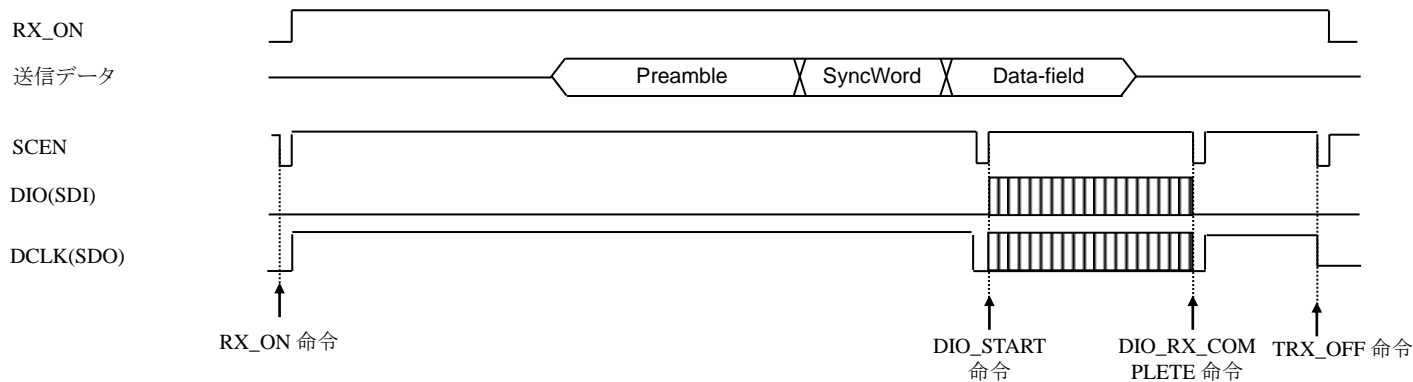 RX_ON
送信データ
Preamble
SyncWord
Data-field
SCEN
DIO(SDI)
DCLK(SDO)
RX_ON 命令
DIO_START
命令
DIO_RX_COM
PLETE 命令
TRX_OFF 命令